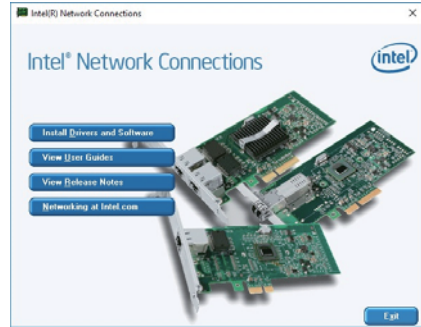 Intel(R) Network Connections
Intel® Network Connections
intel
Install Drivers and Software
View User Guides
View Release Notes
Networking at Intel.com
Exit